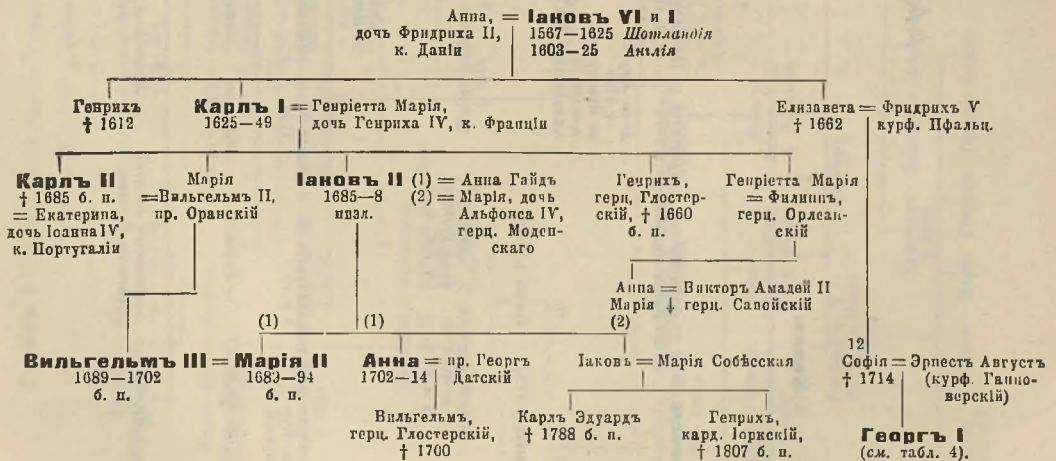 Анна, = Іаковъ VI и I
дочь Фридриха II, 1567—1625 Шотландія
к. Даніи 1603—25 Англія
Генрихъ Карлъ I = Генріетта Марія, Елизавета = Фридрихъ V
† 1612 1625—49 дочь Генриха IV, к. Франціи † 1662 курф. Пфальц.
Карлъ II Марія Іаковъ II (1) = Анна Гайдъ Генрихъ, Генріетта Марія
† 1685 б. п. =Вильгельмъ II, 1685—8 (2) = Марія, дочь герц. Глостер- = Филиппъ,
= Екатерина, пр. Оранскій низл. Альфонса IV, скій, † 1660 герц. Орлеан-
дочь Іоанна IV, герц. Моден- б. п. скій
к. Португаліи скаго
Анна = Викторъ Амадей II
Марія ↓ герц. Савойскій
(1) (1) (2)
12
Вильгельмъ III = Марія II Анна = пр. Георгъ Іаковъ = Марія Собѣсская Софія = Эрнестъ Августъ
1689—1702 1689—94 1702—14 Датскій † 1714 (курф. Ганно-
б. п. б. п. верскій)
Вильгельмъ, Карлъ Эдуардъ Генрихъ,
герц. Глостерскій, † 1788 б. п. кард. Іоркскій, Георгъ I
† 1700 † 1807 б. п. (см. табл. 4).